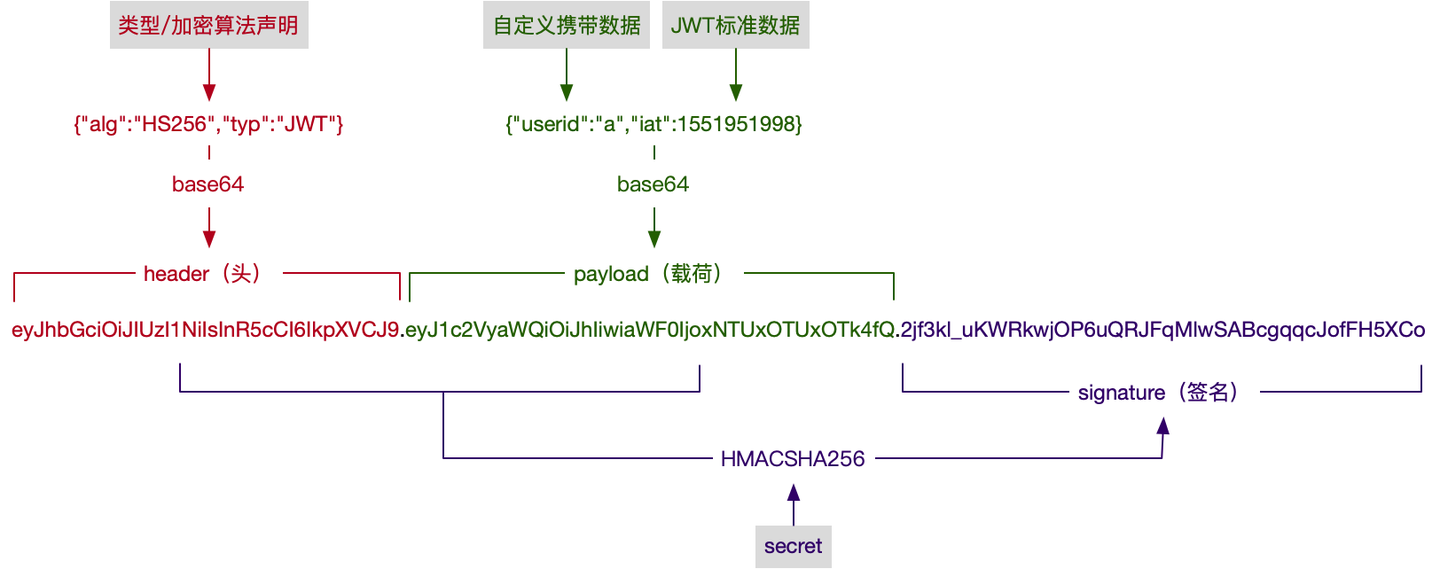 类型/加密算法声明
自定义携带数据
JWT标准数据
{"alg":"HS256","typ":"JWT"}
{"userid":"a","iat":1551951998}
base64
base64
header（头）
payload（载荷）
eyJhbGciOiJIUzI1NiIsInR5cCI6IkpXVCJ9.eyJ1c2VyaWQiOiJhIiwiaWF0IjoxNTUxOTUxOTk4fQ.2jf3kl_uKWRkwjOP6uQRJFqMlwSABcgqqcJofFH5XCo
signature（签名）
HMACSHA256
secret